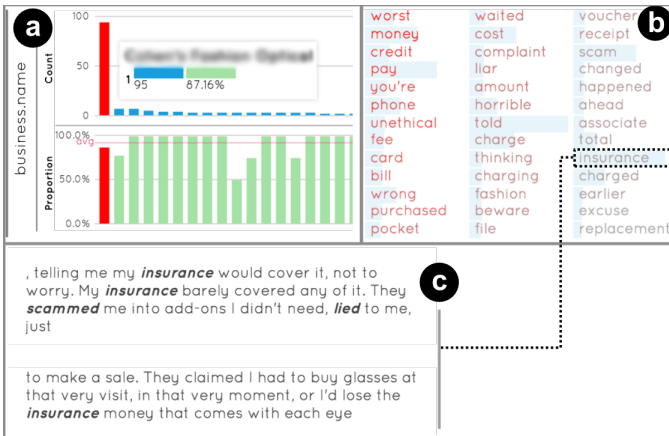 a
100
50
0
Count
1
95
87.16%
business.name
100.0%
avg
50.0%
0.0%
Proportion
b
worst waited voucher
money cost receipt
credit complaint scam
pay liar changed
you're amount happened
phone horrible ahead
unethical told associate
fee charge total
card thinking insurance
bill charging charged
wrong fashion earlier
purchased beware excuse
pocket file replacement
c
, telling me my insurance would cover it, not to
worry. My insurance barely covered any of it. They
scammed me into add-ons I didn't need, lied to me,
just
to make a sale. They claimed I had to buy glasses at
that very visit, in that very moment, or I'd lose the
insurance money that comes with each eye